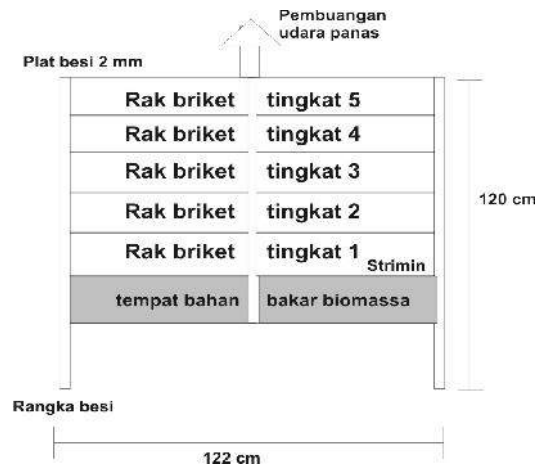 Pembuangan
udara panas
Plat besi 2 mm
Rak briket tingkat 5
Rak briket tingkat 4
Rak briket tingkat 3
Rak briket tingkat 2
Rak briket tingkat 1
Strimin
120 cm
tempat bahan bakar biomassa
Rangka besi
122 cm